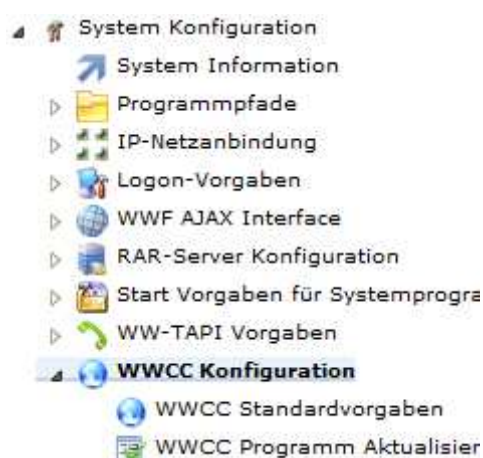 System Konfiguration
System Information
Programmpfade
IP-Netzanbindung
Logon-Vorgaben
WWF AJAX Interface
RAR-Server Konfiguration
Start Vorgaben für Systemprogra
WW-TAPI Vorgaben
WWCC Konfiguration
WWCC Standardvorgaben
WWCC Programm Aktualisier